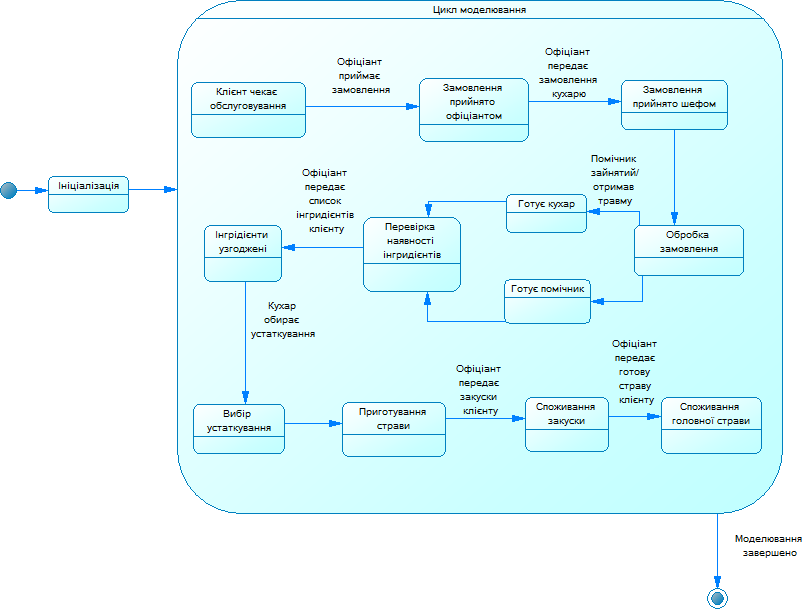 Цикл моделювання
Офіціант
приймає
замовлення
Офіціант
передає
замовлення
кухарю
Клієнт чекає
обслуговування
Замовлення
прийнято
офіціантом
Замовлення
прийнято шефом
Ініціалізація
Офіціант
передає
список
інгридієнтів
клієнту
Помічник
зайнятий/
отримав
травму
Готує кухар
Інгрідієнти
узгоджені
Перевірка
наявності
інгридієнтів
Обробка
замовлення
Готує помічник
Кухар
обирає
устаткування
Офіціант
передає
закуски
клієнту
Офіціант
передає
готову
страву
клієнту
Вибір
устаткування
Приготування
страви
Споживання
закуски
Споживання
головної страви
Моделювання
завершено